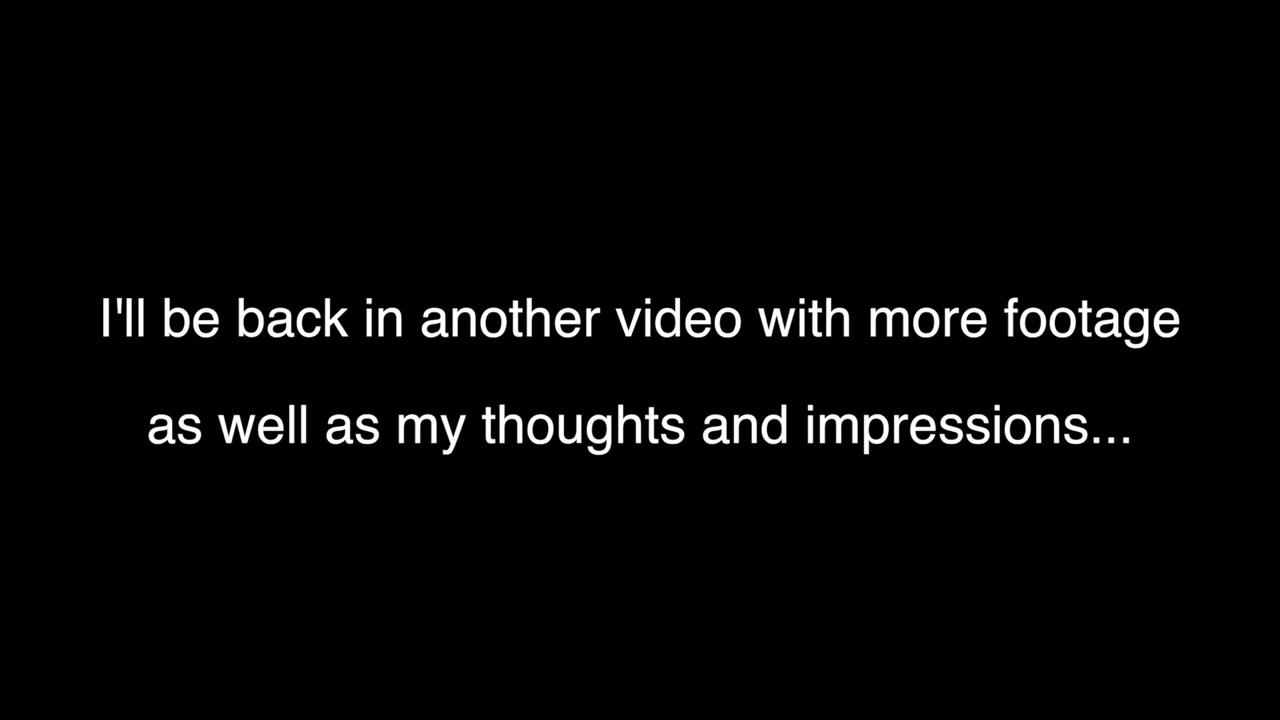 I'll be back in another video with more footage
as well as my thoughts and impressions...